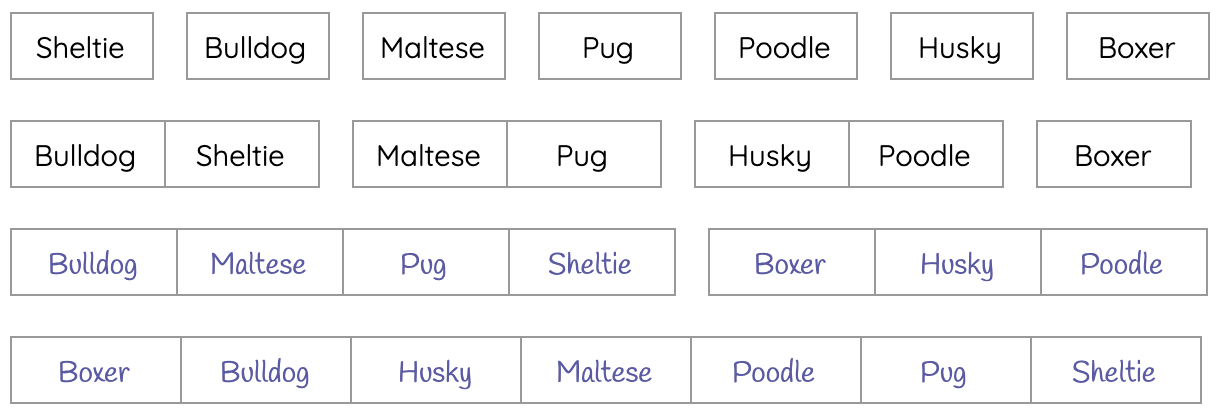 Sheltie Bulldog Maltese Pug Poodle Husky Boxer
Bulldog Sheltie Maltese Pug Husky Poodle Boxer
Bulldog Maltese Pug Sheltie Boxer Husky Poodle
Boxer Bulldog Husky Maltese Poodle Pug Sheltie